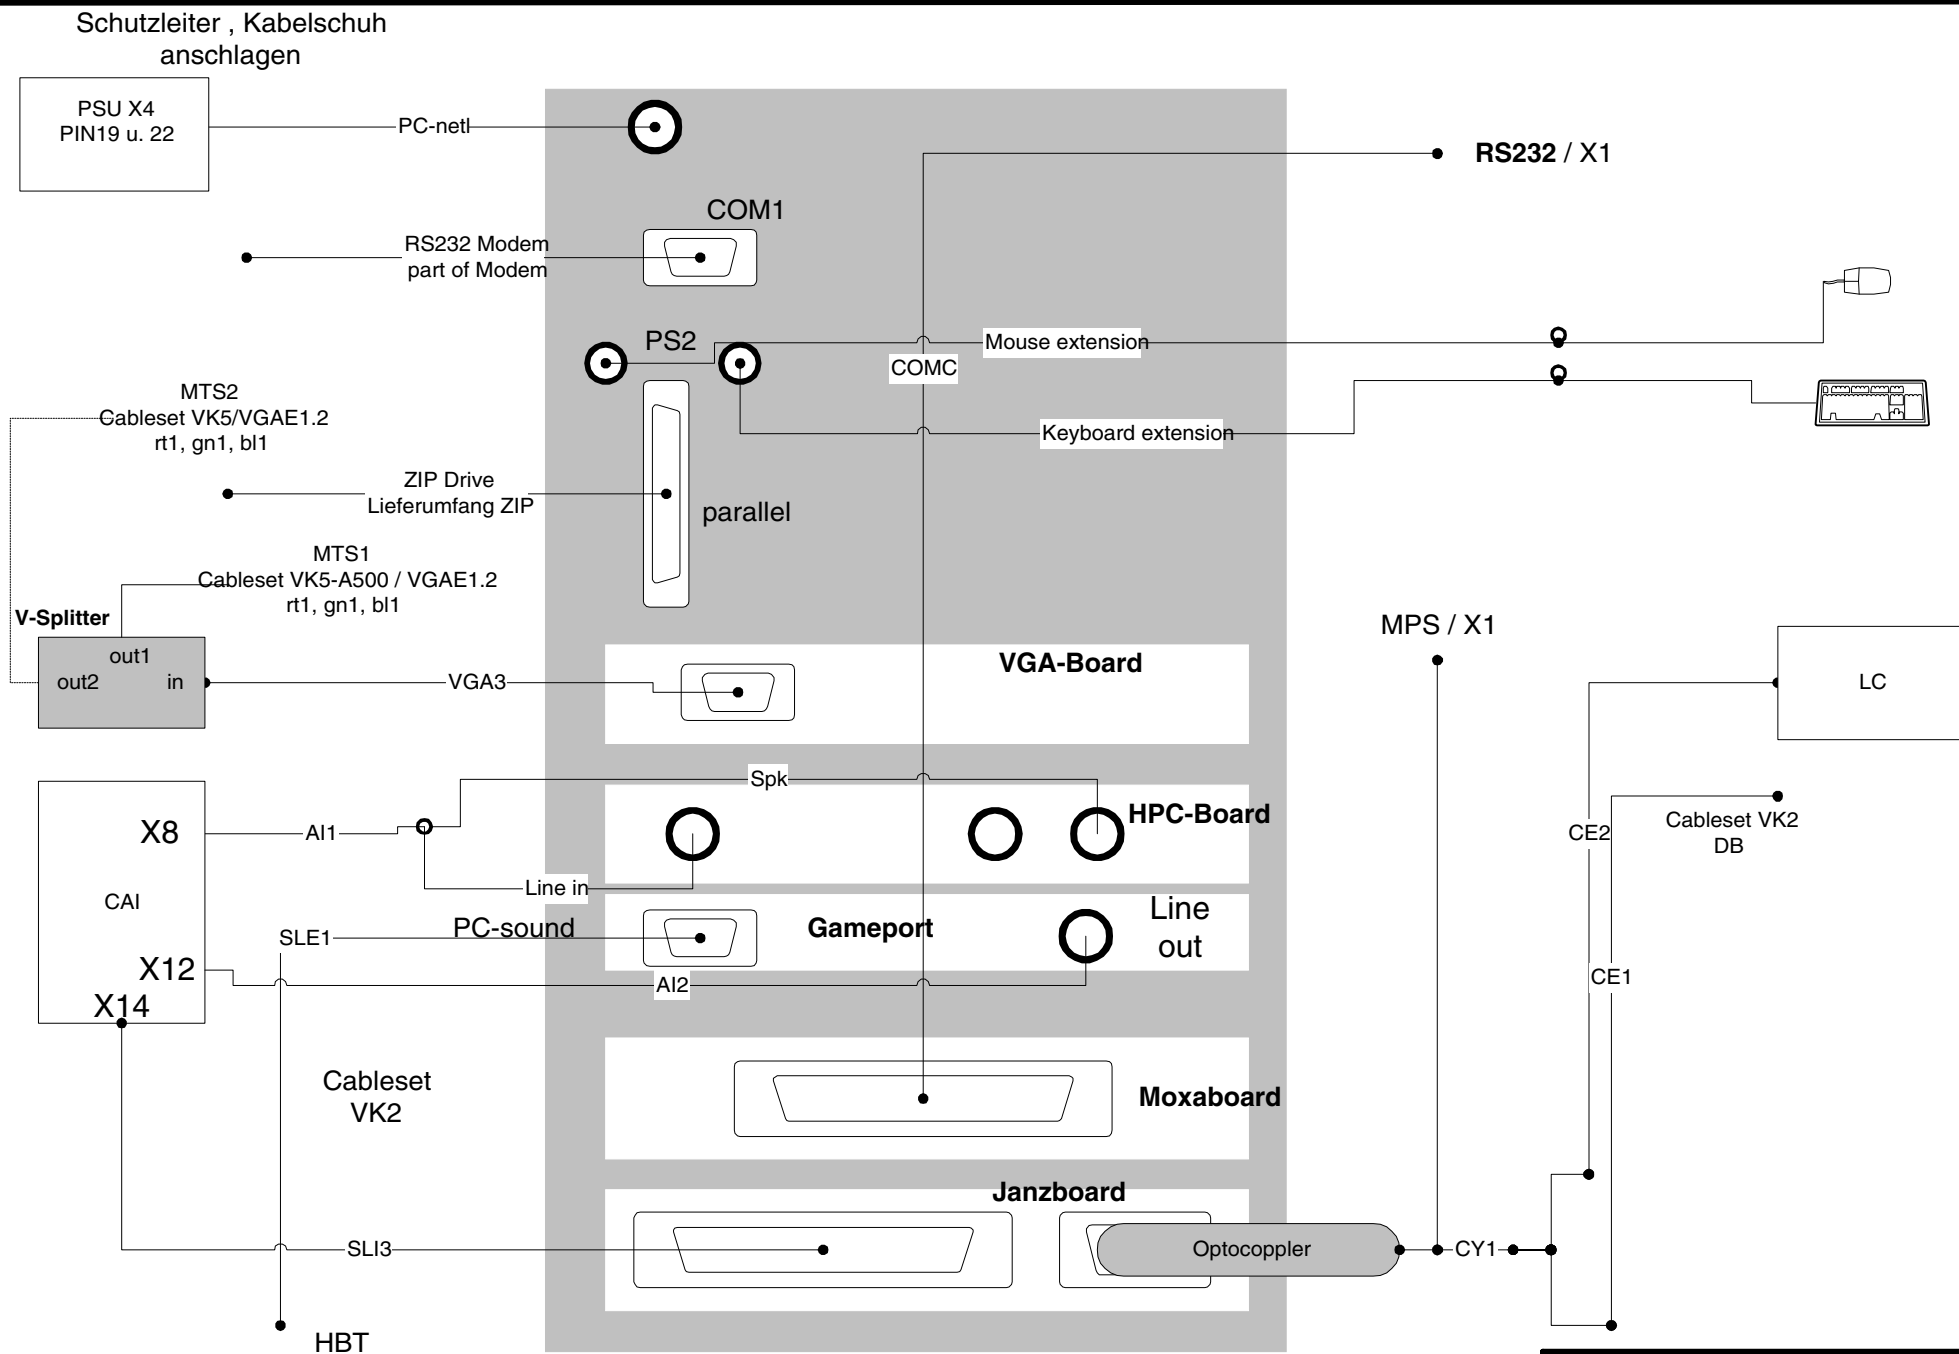 Schutzleiter , Kabelschuh
anschlagen
PSU X4
PIN19 u. 22
PC-netl
RS232 / X1
COM1
RS232 Modem
part of Modem
PS2
Mouse extension
COMC
MTS2
Cableset VK5/VGAE1.2
rt1, gn1, bl1
Keyboard extension
ZIP Drive
Lieferumfang ZIP
parallel
MTS1
Cableset VK5-A500 / VGAE1.2
rt1, gn1, bl1
V-Splitter
out1
out2
in
VGA3
VGA-Board
MPS / X1
LC
Spk
X8
AI1
HPC-Board
CE2
Cableset VK2
DB
Line in
CAI
PC-sound
Gameport
Line
out
SLE1
X12
AI2
CE1
X14
Cableset
VK2
Moxaboard
Janzboard
SLI3
Optocoppler
CY1
HBT